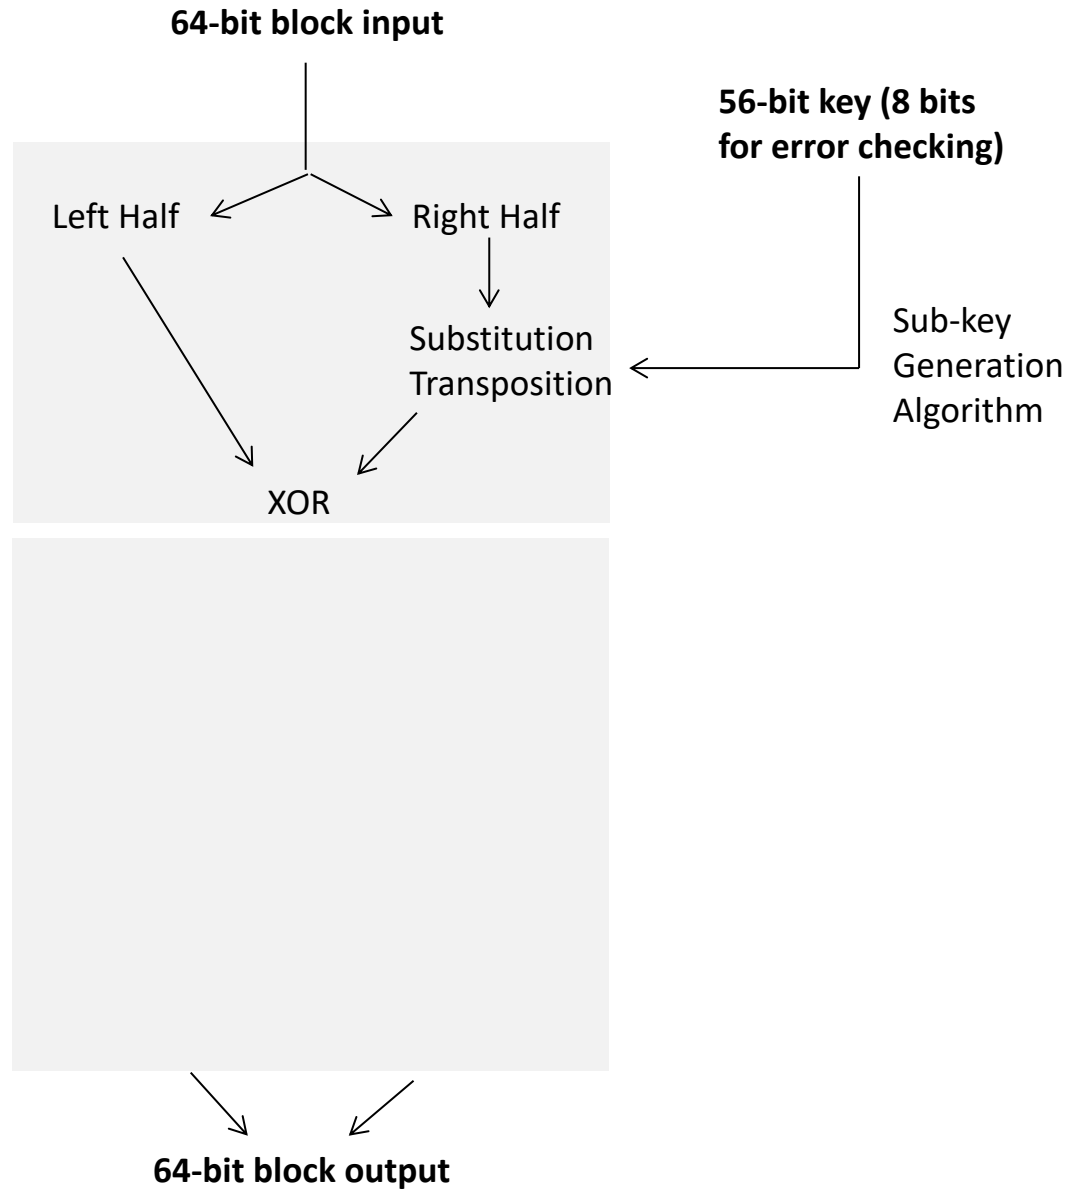 64-bit block input
56-bit key (8 bits
for error checking)
Left Half
Right Half
Substitution
Transposition
Sub-key
Generation
Algorithm
XOR
64-bit block output